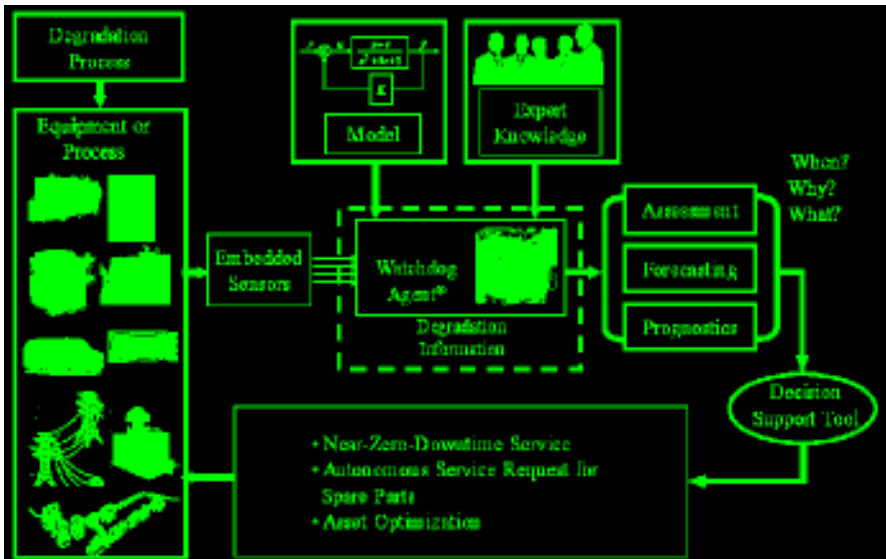 Degradation
Process
Equipment or
Process
Model
K
Expert
Knowledge
When?
Why?
What?
Embedded
Sensors
Watchdog
Agent®
Degradation
Information
Assessment
Forecasting
Prognostics
Decision
Support Tool
• Near-Zero-Downtime Service
• Autonomous Service Request for
Spare Parts
• Asset Optimization